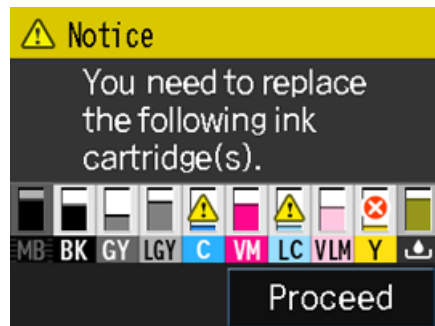 Notice
You need to replace
the following ink
cartridge(s).
MB BK GY LGY C VM LC VLM Y
Proceed